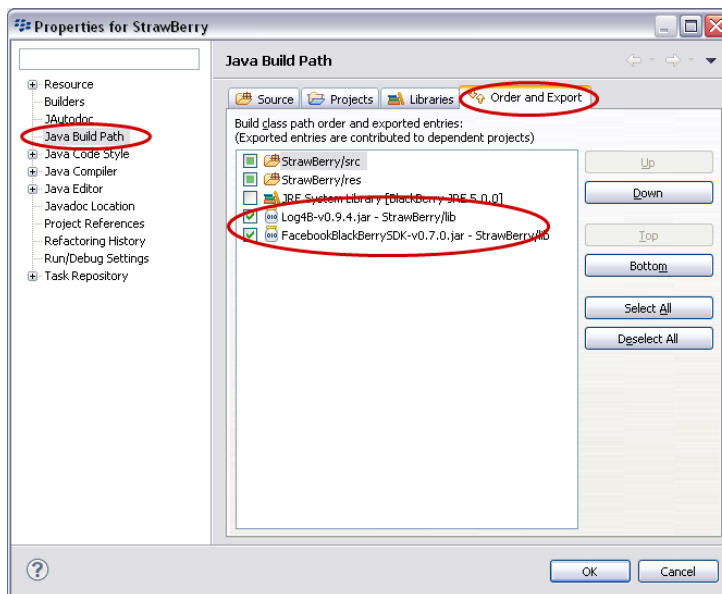 Properties for StrawBerry
Java Build Path
Resource
Builders
JAutodoc
Java Build Path
Java Code Style
Java Compiler
Java Editor
Javadoc Location
Project References
Refactoring History
Run/Debug Settings
Task Repository
Source
Projects
Libraries
Order and Export
Build class path order and exported entries:
(Exported entries are contributed to dependent projects)
StrawBerry/src
StrawBerry/res
JRE System Library [BlackBerry JRE 5.0.0]
Log4B-v0.9.4.jar - StrawBerry/lib
FacebookBlackBerrySDK-v0.7.0.jar - StrawBerry/lib
Up
Down
Top
Bottom
Select All
Deselect All
?
OK
Cancel